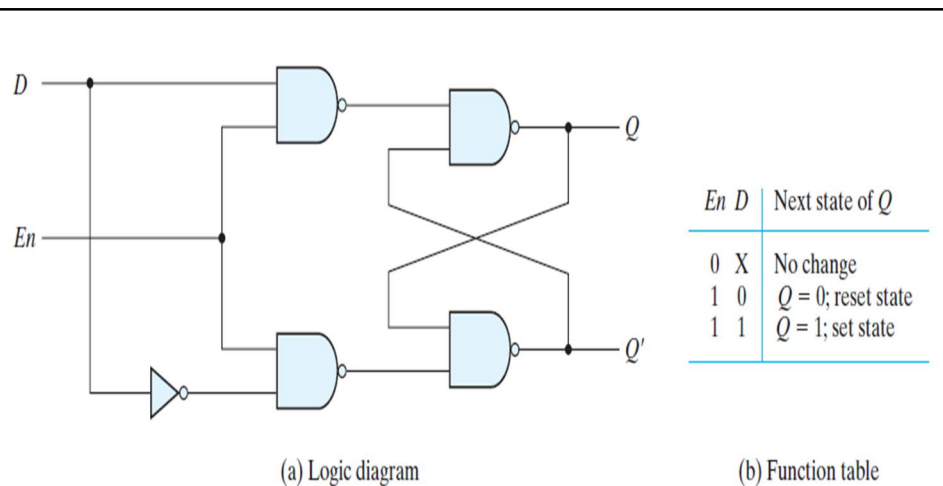 D
En
Q
Q'
(a) Logic diagram
En D Next state of Q
0 X No change
1 0 Q = 0; reset state
1 1 Q = 1; set state
(b) Function table